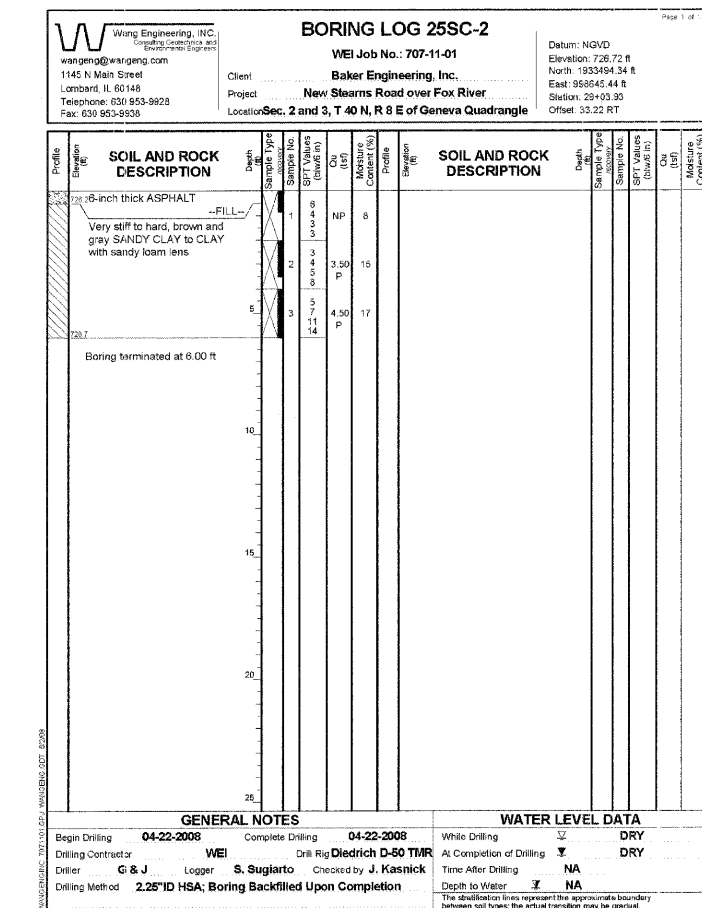 Page 1 of 1
Wang Engineering, INC.
Consulting Geotechnical and
Environmental Engineers
wangeng@wangeng.com
1145 N Main Street
Lombard, IL 60148
Telephone: 630 953-9928
Fax: 630 953-9938
BORING LOG 25SC-2
WEI Job No.: 707-11-01
Client Baker Engineering, Inc.
Project New Stearns Road over Fox River
Location Sec. 2 and 3, T 40 N, R 8 E of Geneva Quadrangle
Datum: NGVD
Elevation: 726.72 ft
North: 1933494.34 ft
East: 998645.44 ft
Station: 29+03.93
Offset: 33.22 RT
Profile Elevation (ft) SOIL AND ROCK DESCRIPTION Depth (ft) Sample Type recovery Sample No. SPT Values (blw/6 in) Qu (tsf) Moisture Content (%)
Profile Elevation (ft) SOIL AND ROCK DESCRIPTION Depth (ft) Sample Type recovery Sample No. SPT Values (blw/6 in) Qu (tsf) Moisture Content (%)
726.2 6-inch thick ASPHALT
--FILL--
Very stiff to hard, brown and
gray SANDY CLAY to CLAY
with sandy loam lens
1 6 4 3 3 NP 8
2 3 4 5 8 3.50 P 15
5
3 5 7 11 14 4.50 P 17
720.7
Boring terminated at 6.00 ft
10
15
20
25
GENERAL NOTES
Begin Drilling 04-22-2008 Complete Drilling 04-22-2008
Drilling Contractor WEI Drill Rig Diedrich D-50 TMR
Driller G & J Logger S. Sugiarto Checked by J. Kasnick
Drilling Method 2.25"ID HSA; Boring Backfilled Upon Completion
WATER LEVEL DATA
While Drilling DRY
At Completion of Drilling DRY
Time After Drilling NA
Depth to Water NA
The stratification lines represent the approximate boundary
between soil types; the actual transition may be gradual.
WANGENGINC 7071101.GPJ WANGENG.GDT